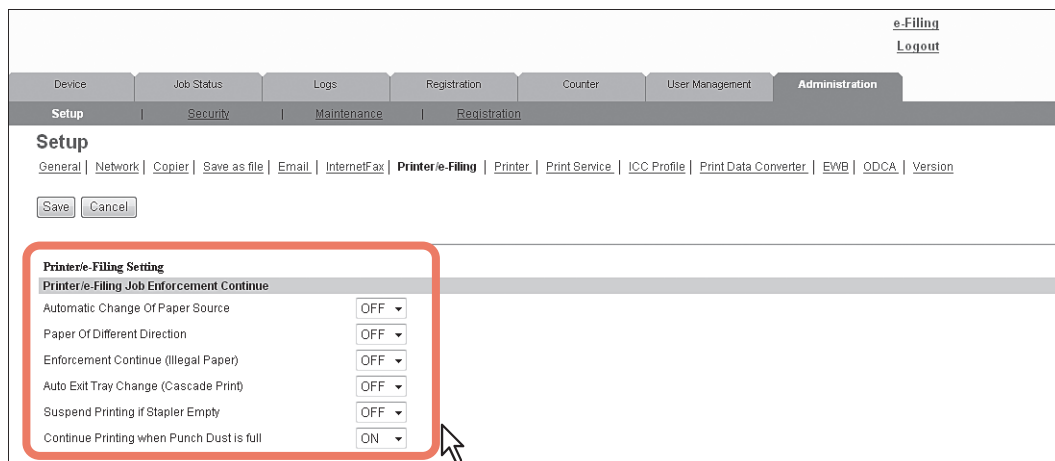 e-Filing
Logout
Device Job Status Logs Registration Counter User Management Administration
Setup | Security | Maintenance | Registration
Setup
General | Network | Copier | Save as file | Email | InternetFax | Printer/e-Filing | Printer | Print Service | ICC Profile | Print Data Converter | EWB | ODCA | Version
Save Cancel
Printer/e-Filing Setting
Printer/e-Filing Job Enforcement Continue
Automatic Change Of Paper Source OFF
Paper Of Different Direction OFF
Enforcement Continue (Illegal Paper) OFF
Auto Exit Tray Change (Cascade Print) OFF
Suspend Printing if Stapler Empty OFF
Continue Printing when Punch Dust is full ON